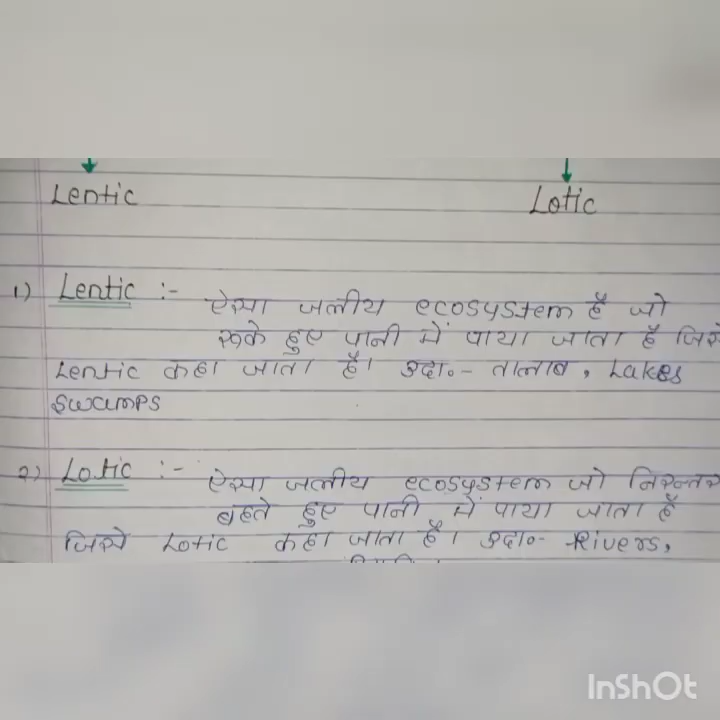 Lentic Lotic
1) Lentic :- ऐसा जलीय ecosystem है जो
रूके हुए पानी में पाया जाता है जिसे
Lentic कहा जाता है। उदा०- तालाब, Lakes
Swamps
2) Lotic :- ऐसा जलीय ecosystem जो निरन्तर
बहते हुए पानी में पाया जाता है
जिसे Lotic कहा जाता है। उदा०- Rivers,
InShOt